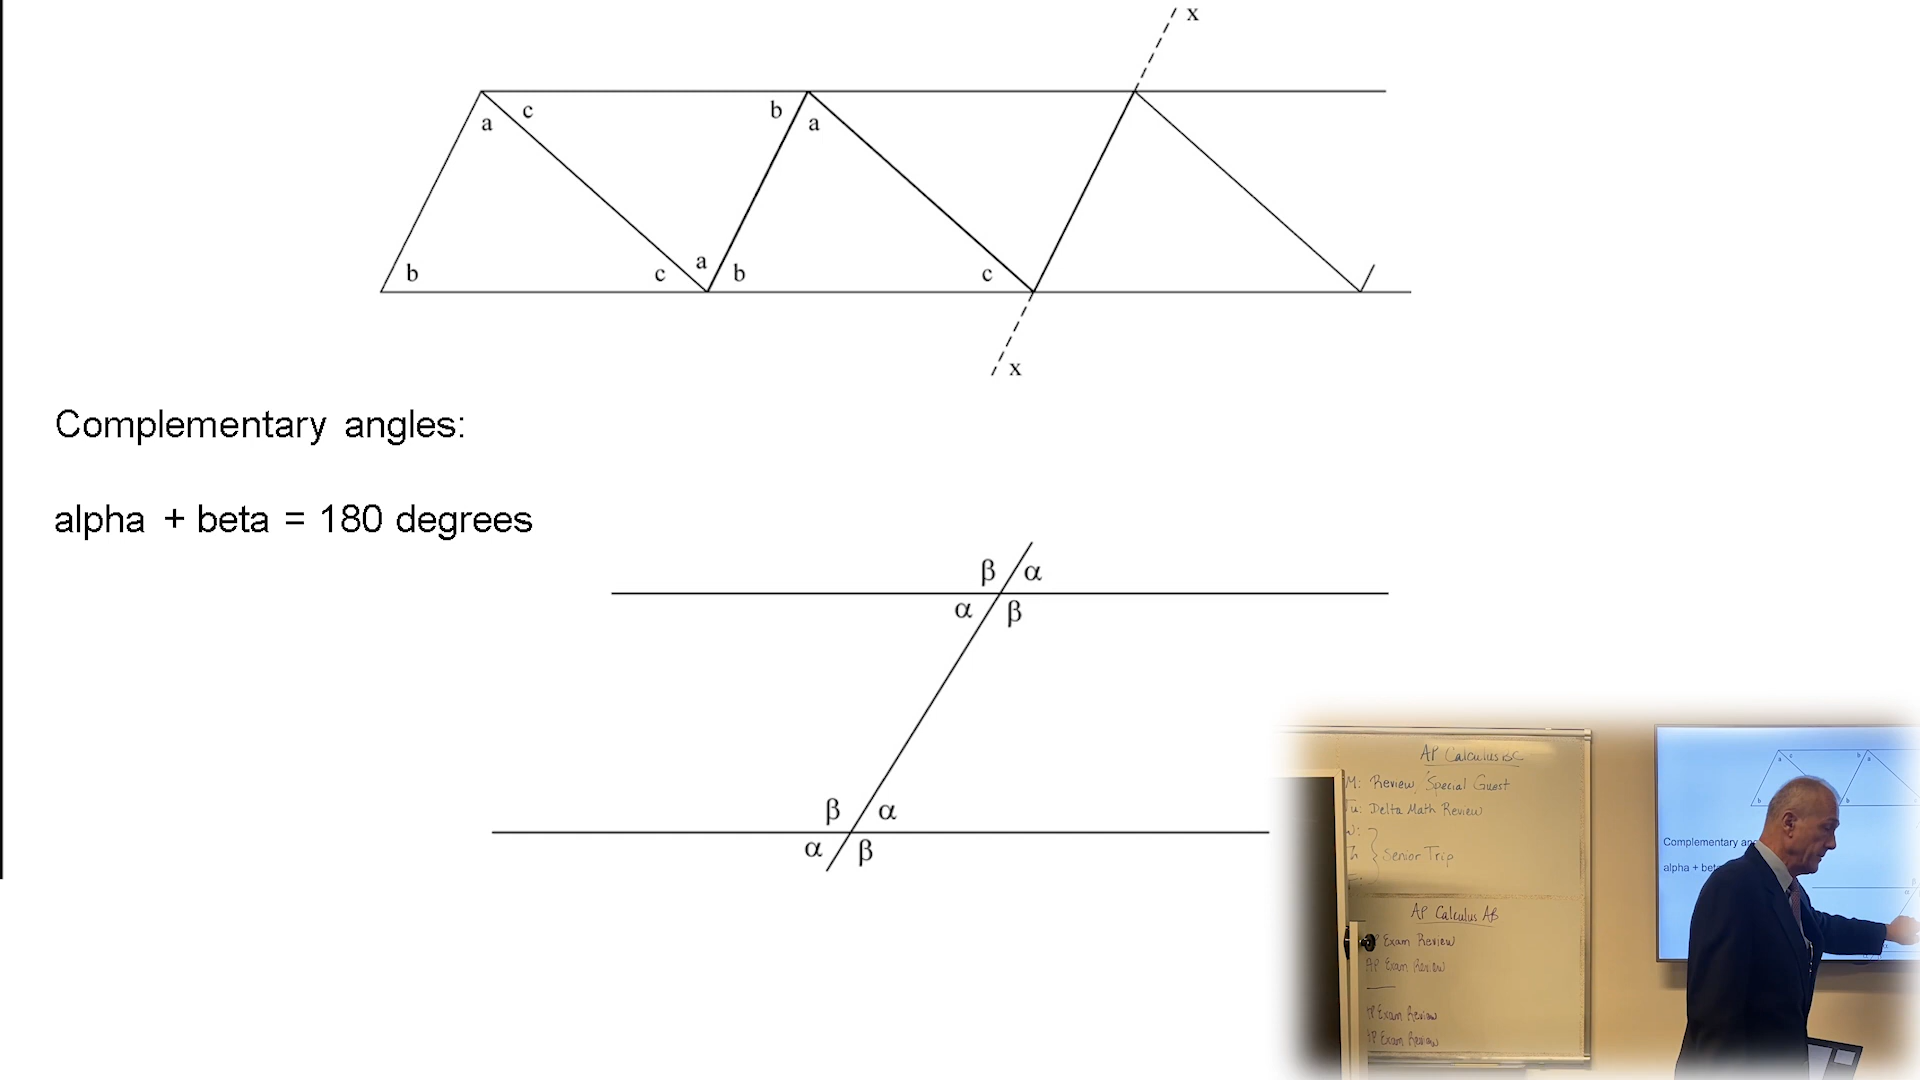 x
c
b
a
a
a
b
c
b
c
x
Complementary angles:
alpha + beta = 180 degrees
β α
α β
β α
α β
AP Calculus BC
M: Review, Special Guest
Tu: Delta Math Review
W:
Senior Trip
AP Calculus AB
AP Exam Review
AP Exam Review
AP Exam Review
AP Exam Review
b
a
b
a
b
b
Complementary
alpha +